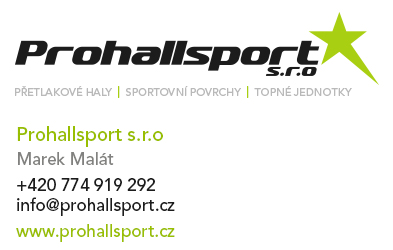 Prohallsport
s.r.o
PŘETLAKOVÉ HALY | SPORTOVNÍ POVRCHY | TOPNÉ JEDNOTKY
Prohallsport s.r.o
Marek Malát
+420 774 919 292
info@prohallsport.cz
www.prohallsport.cz